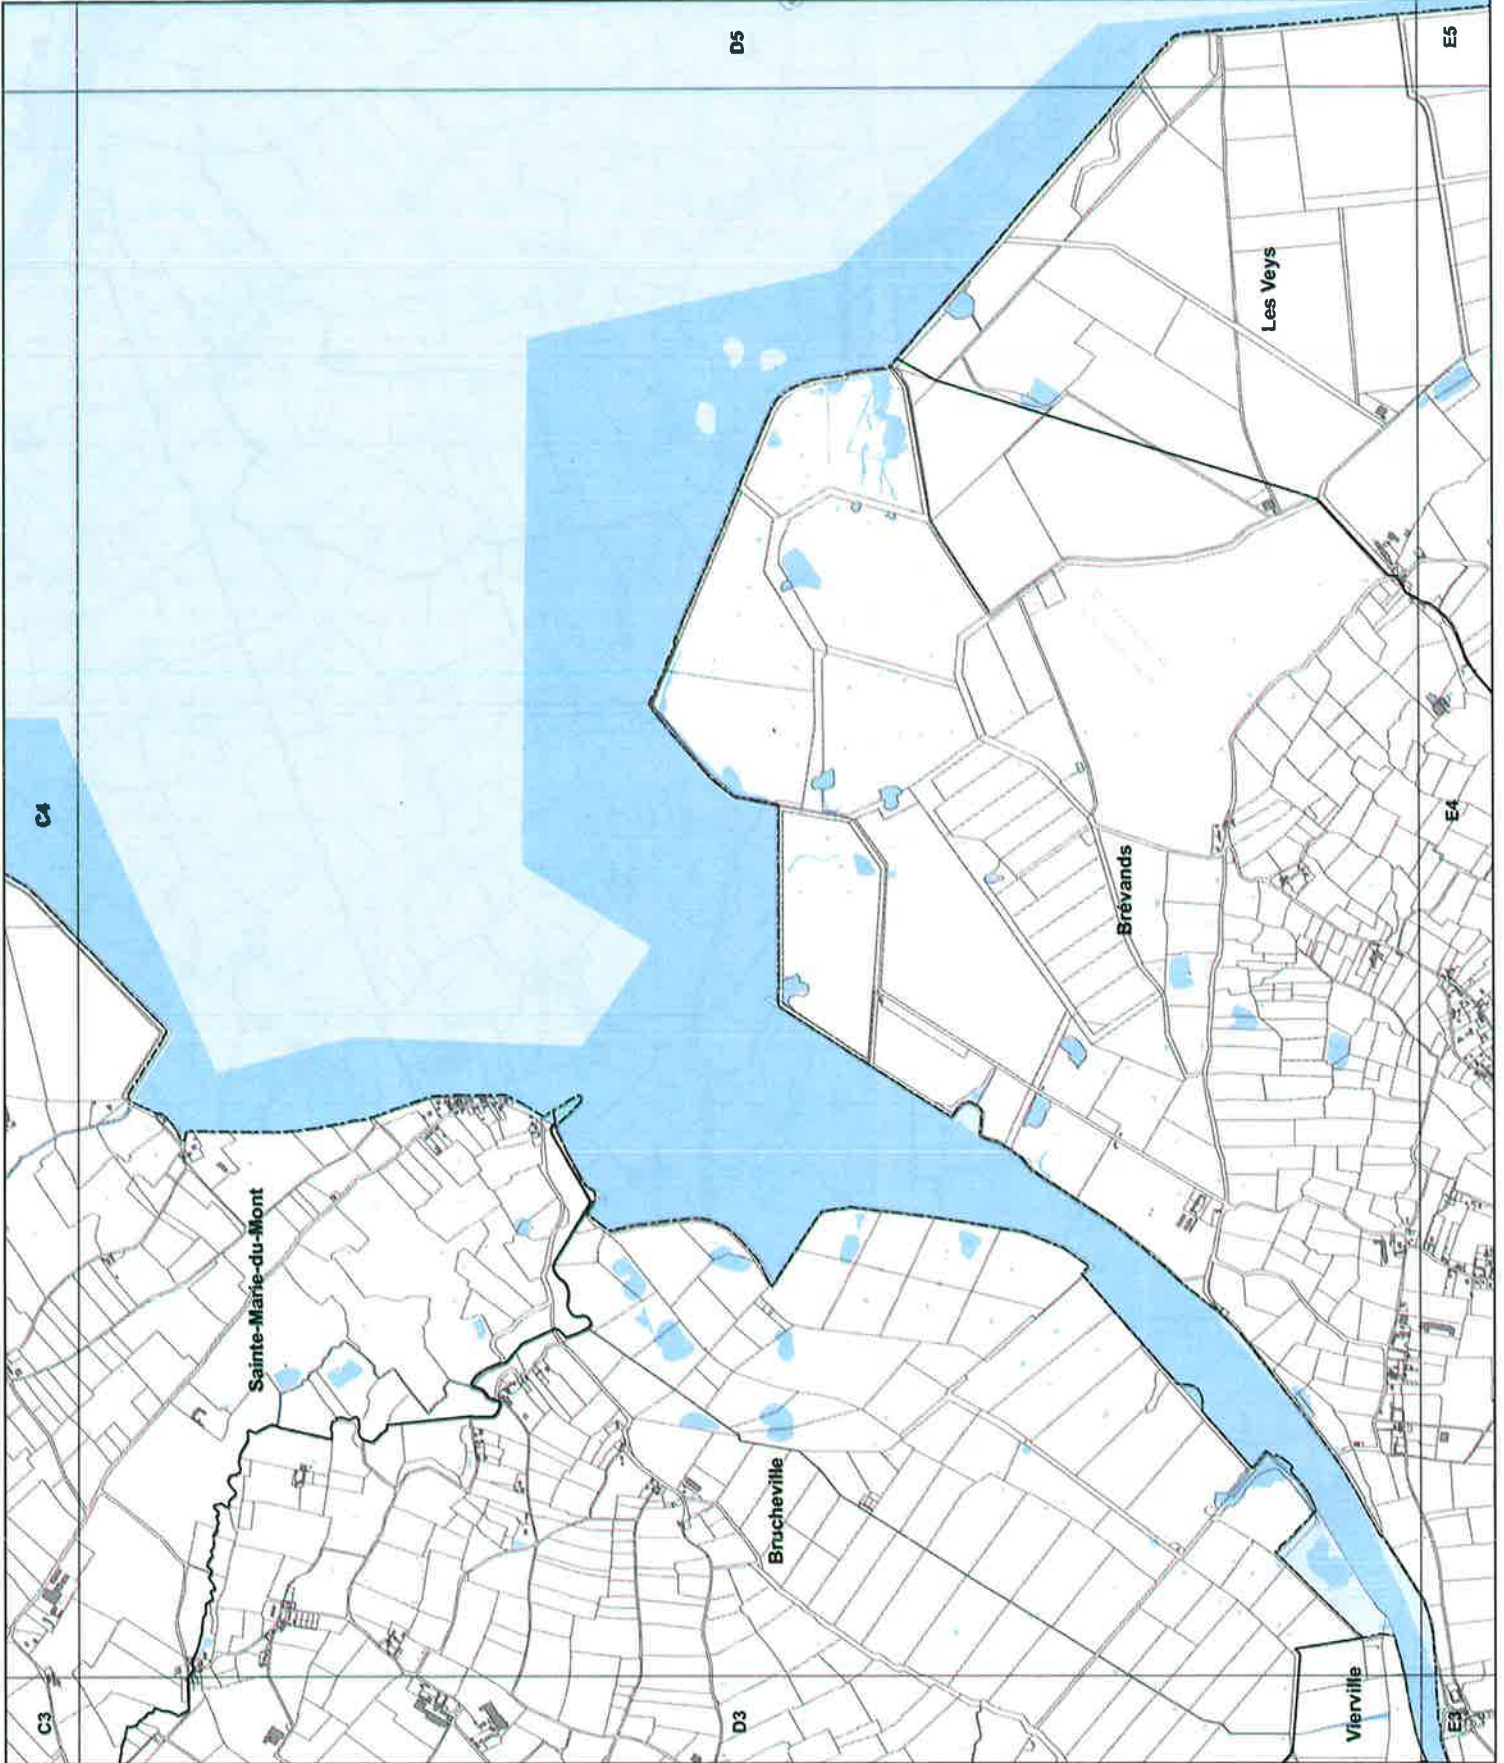 C3
C4
Sainte-Marie-du-Mont
D3
Brucheville
D5
Brévands
Les Veys
Vierville
E3
E4
E5